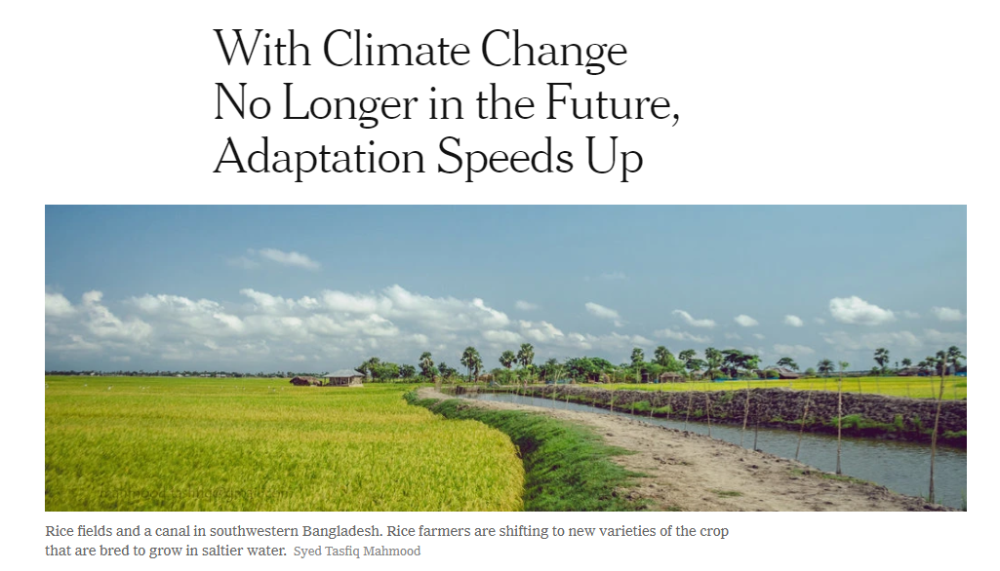 With Climate Change
No Longer in the Future,
Adaptation Speeds Up
Rice fields and a canal in southwestern Bangladesh. Rice farmers are shifting to new varieties of the crop
that are bred to grow in saltier water. Syed Tasfiq Mahmood